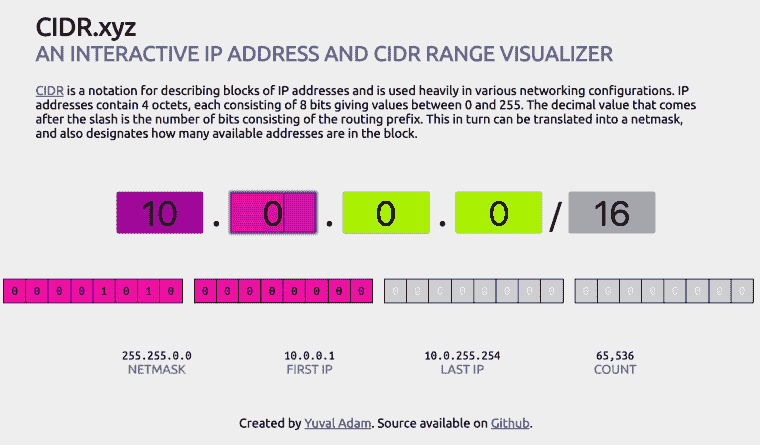 CIDR.xyz
AN INTERACTIVE IP ADDRESS AND CIDR RANGE VISUALIZER
CIDR is a notation for describing blocks of IP addresses and is used heavily in various networking configurations. IP
addresses contain 4 octets, each consisting of 8 bits giving values between 0 and 255. The decimal value that comes
after the slash is the number of bits consisting of the routing prefix. This in turn can be translated into a netmask,
and also designates how many available addresses are in the block.
10 . 0 . 0 . 0 / 16
0 0 0 0 1 0 1 0 0 0 0 0 0 0 0 0 0 0 0 0 0 0 0 0 0 0 0 0 0 0 0 0
255.255.0.0 10.0.0.1 10.0.255.254 65,536
NETMASK FIRST IP LAST IP COUNT
Created by Yuval Adam. Source available on Github.